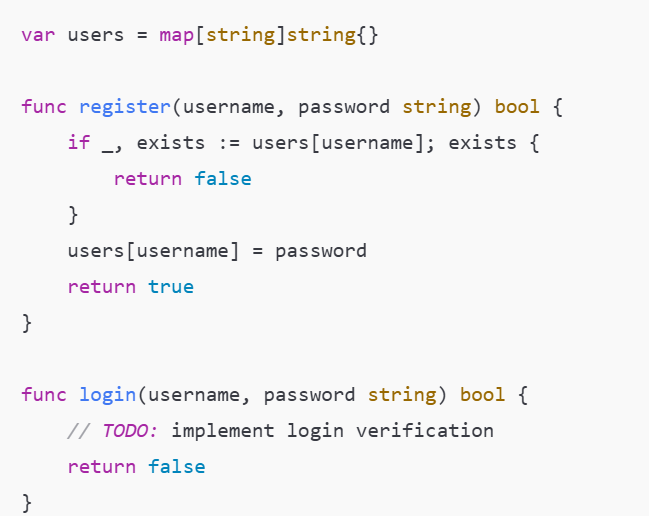 var users = map[string]string{}

func register(username, password string) bool {
    if _, exists := users[username]; exists {
        return false
    }
    users[username] = password
    return true
}

func login(username, password string) bool {
    // TODO: implement login verification
    return false
}